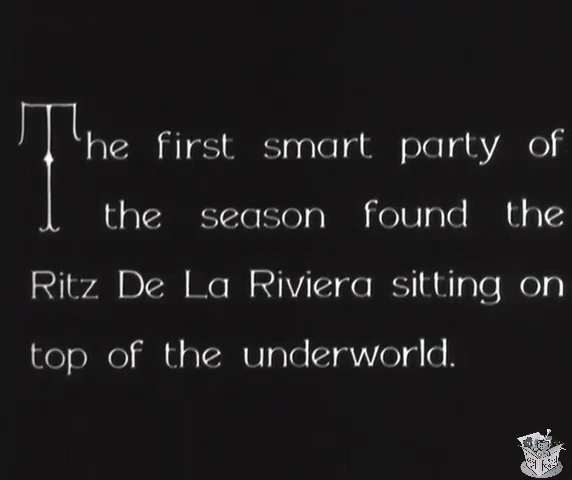 The first smart party of
the season found the
Ritz De La Riviera sitting on
top of the underworld.